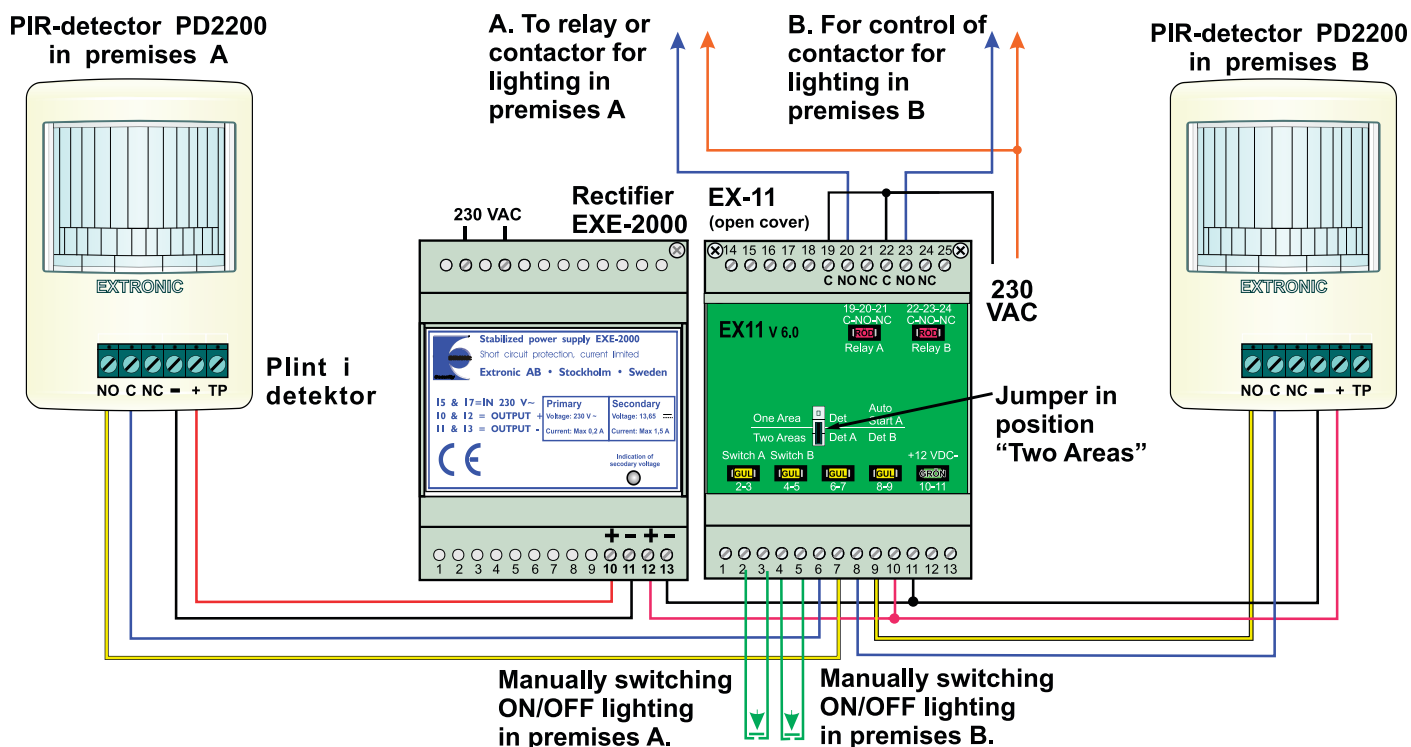 PIR-detector PD2200
in premises A
A. To relay or
contactor for
lighting in
premises A
B. For control of
contactor for
lighting in
premises B
PIR-detector PD2200
in premises B
EXTRONIC
NO C NC - + TP
Plint i
detektor
230 VAC
Rectifier
EXE-2000
EX-11
(open cover)
Stabilized power supply EXE-2000
Short circuit protection, current limited
Extronic AB • Stockholm • Sweden
I5 & I7=IN 230 V~
I0 & I2 = OUTPUT +
I1 & I3 = OUTPUT -
Primary
Voltage: 230 V~
Current: Max 0,2 A
Secondary
Voltage: 13,65
Current: Max 1,5 A
CE
Indication of
secodary voltage
+ - + -
1 2 3 4 5 6 7 8 9 10 11 12 13
14 15 16 17 18 19 20 21 22 23 24 25
C NO NC C NO NC
230
VAC
EX11 V 6.0
19-20-21
C-NO-NC
ROD
Relay A
22-23-24
C-NO-NC
ROD
Relay B
One Area
Det
Auto
Start A
Two Areas
Det A
Det B
Switch A
Switch B
+12 VDC-
GUL GUL GUL GUL GRON
2-3 4-5 6-7 8-9 10-11
1 2 3 4 5 6 7 8 9 10 11 12 13
Jumper in
position
“Two Areas”
EXTRONIC
NO C NC - + TP
Manually switching
ON/OFF lighting
in premises A.
Manually switching
ON/OFF lighting
in premises B.